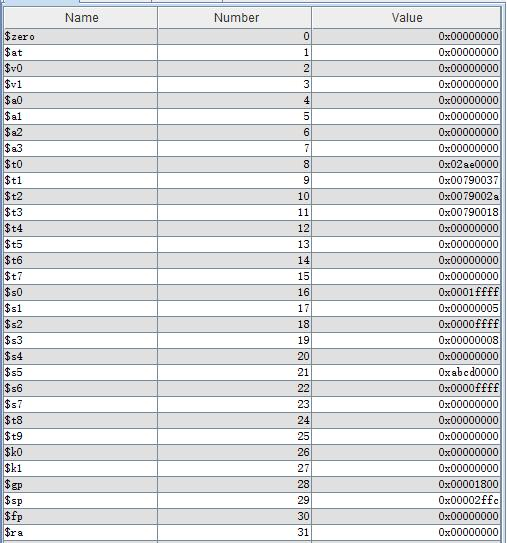 Name Number Value
$zero 0 0x00000000
$at 1 0x00000000
$v0 2 0x00000000
$v1 3 0x00000000
$a0 4 0x00000000
$a1 5 0x00000000
$a2 6 0x00000000
$a3 7 0x00000000
$t0 8 0x02ae0000
$t1 9 0x00790037
$t2 10 0x0079002a
$t3 11 0x00790018
$t4 12 0x00000000
$t5 13 0x00000000
$t6 14 0x00000000
$t7 15 0x00000000
$s0 16 0x0001ffff
$s1 17 0x00000005
$s2 18 0x0000ffff
$s3 19 0x00000008
$s4 20 0x00000000
$s5 21 0xabcd0000
$s6 22 0x0000ffff
$s7 23 0x00000000
$t8 24 0x00000000
$t9 25 0x00000000
$k0 26 0x00000000
$k1 27 0x00000000
$gp 28 0x00001800
$sp 29 0x00002ffc
$fp 30 0x00000000
$ra 31 0x00000000